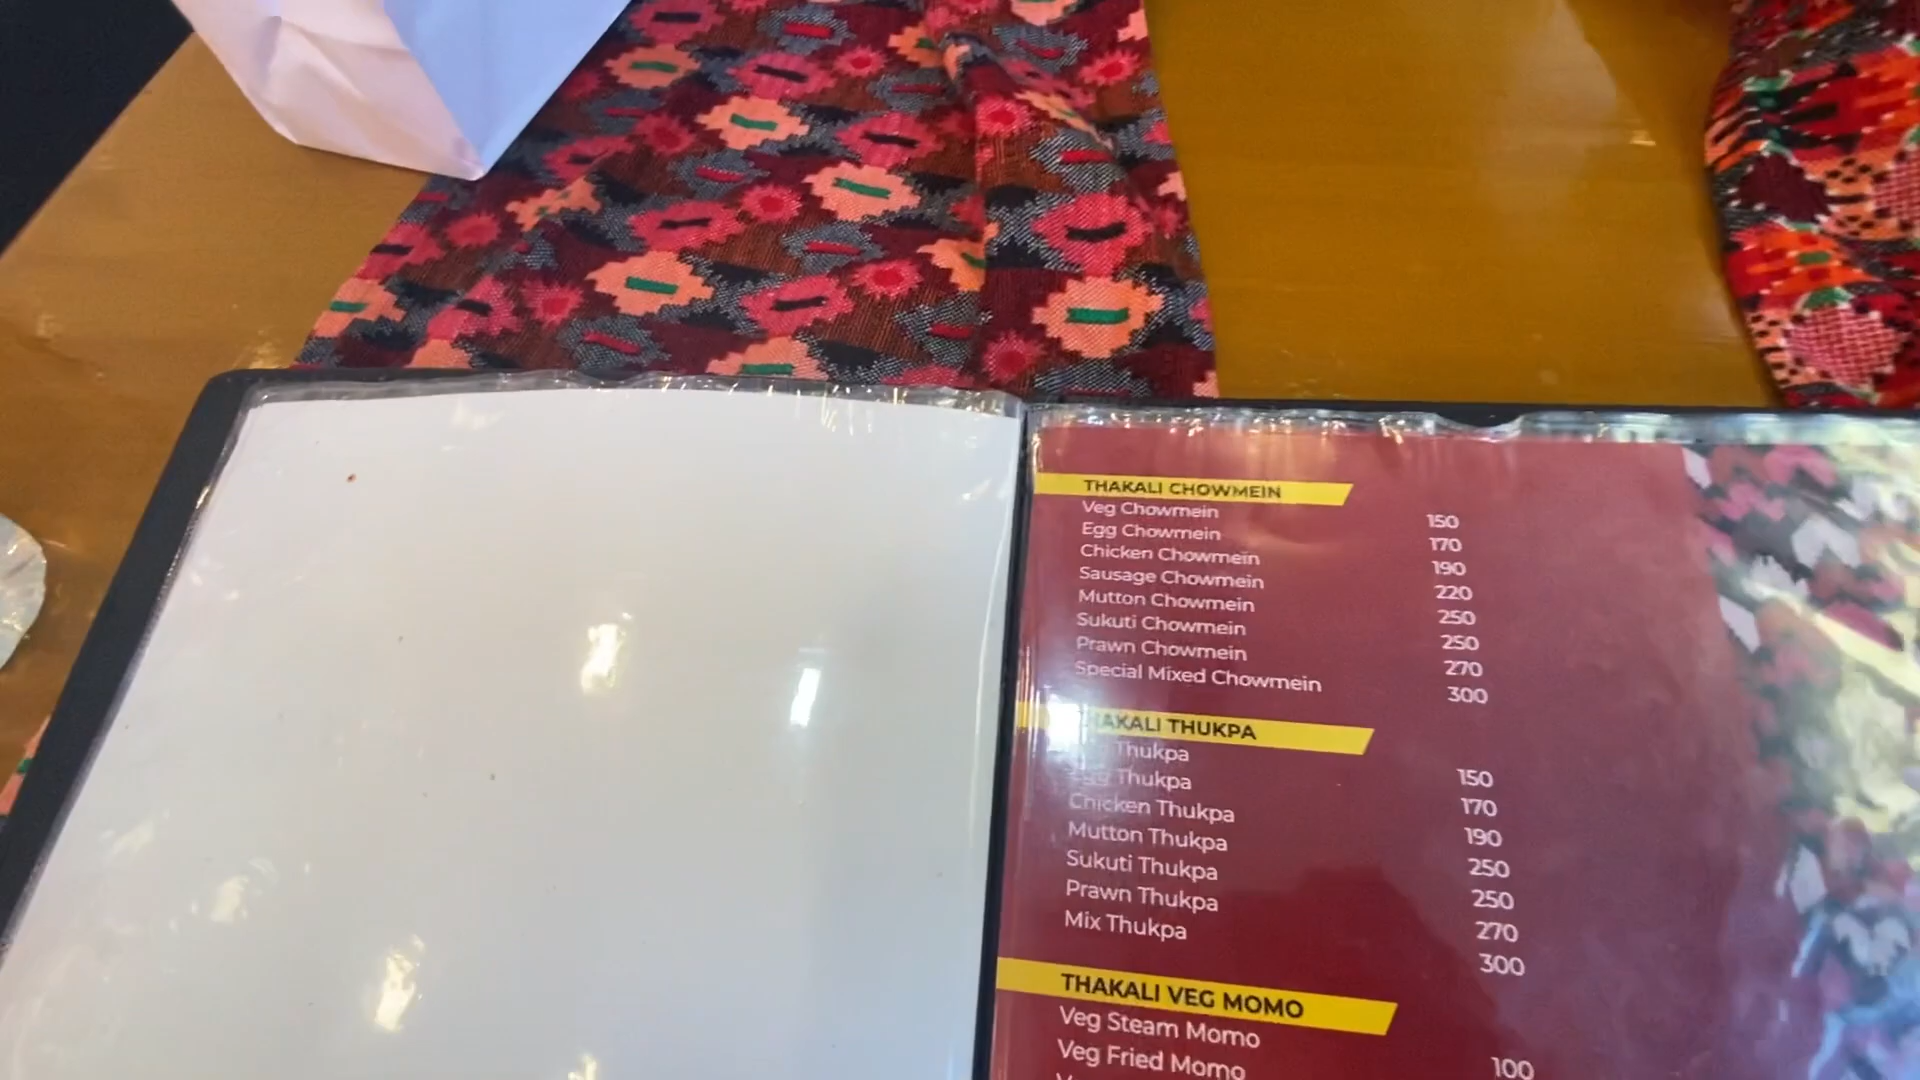 THAKALI CHOWMEIN
Veg Chowmein 150
Egg Chowmein 170
Chicken Chowmein 190
Sausage Chowmein 220
Mutton Chowmein 250
Sukuti Chowmein 250
Prawn Chowmein 270
Special Mixed Chowmein 300
THAKALI THUKPA
Thukpa 150
Egg Thukpa 170
Chicken Thukpa 190
Mutton Thukpa 250
Sukuti Thukpa 250
Prawn Thukpa 270
Mix Thukpa 300
THAKALI VEG MOMO
Veg Steam Momo 100
Veg Fried Momo